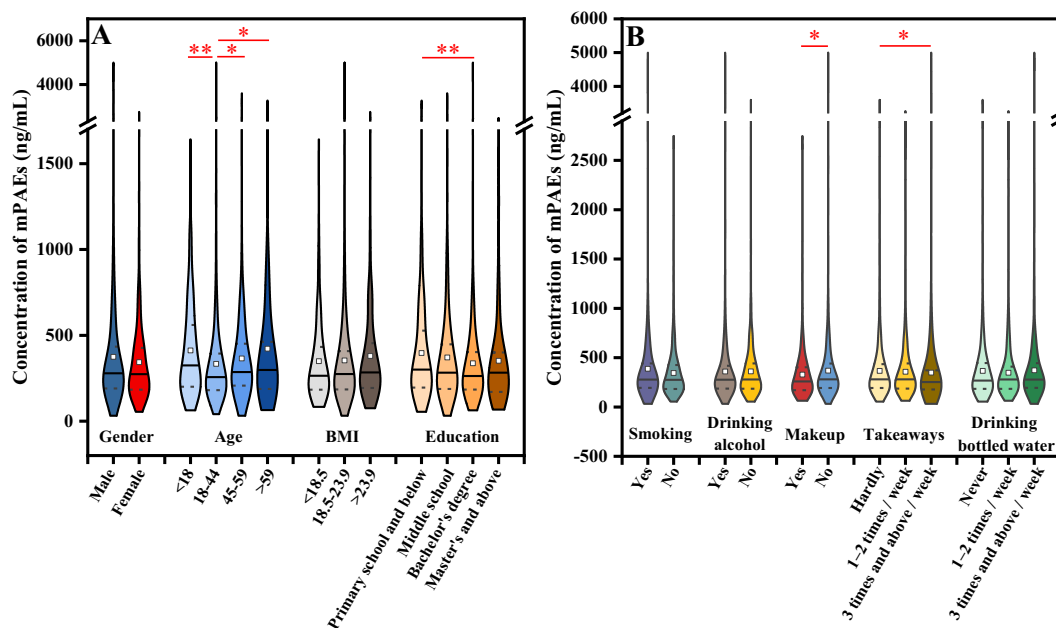 A
Concentration of mPAEs (ng/mL)
6000
4000
1500
1000
500
0
**
*
*
**
Gender
Age
BMI
Education
Male
Female
<18
18-44
45-59
>59
<18.5
18.5-23.9
>23.9
Primary school and below
Middle school
Bachelor's degree
Master's and above
B
Concentration of mPAEs (ng/mL)
6000
5000
4000
2500
2000
1500
1000
500
0
-500
*
*
Smoking
Drinking
alcohol
Makeup
Takeaways
Drinking
bottled water
Yes
No
Yes
No
Yes
No
Hardly
1–2 times / week
3 times and above / week
Never
1–2 times / week
3 times and above / week